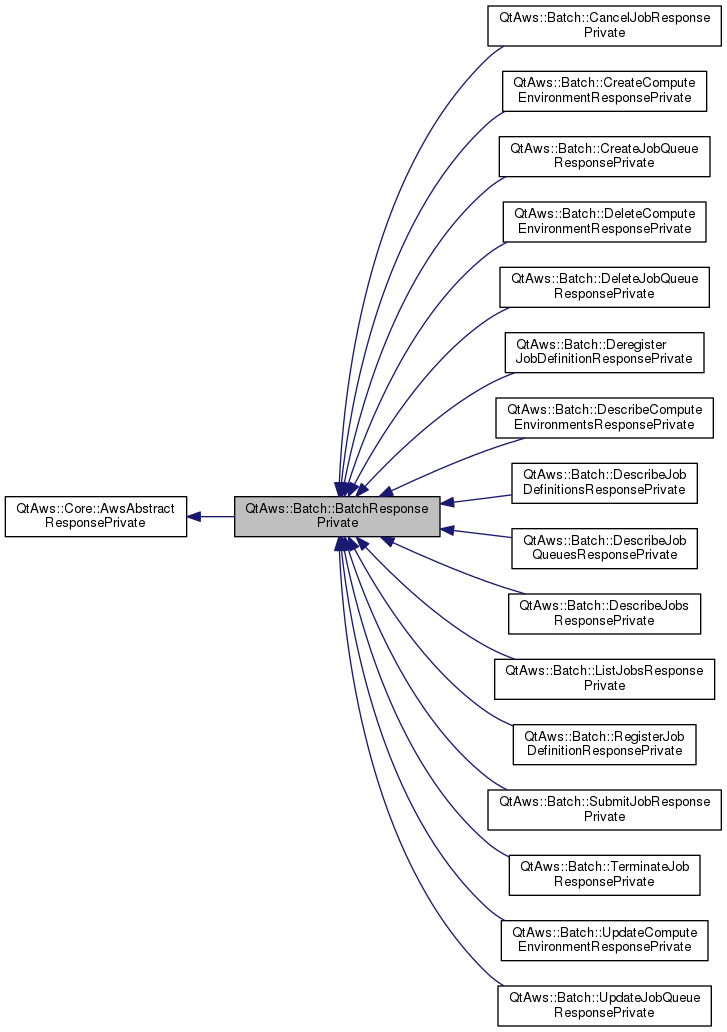 QtAws::Core::AwsAbstract
ResponsePrivate
QtAws::Batch::BatchResponse
Private
QtAws::Batch::CancelJobResponse
Private
QtAws::Batch::CreateCompute
EnvironmentResponsePrivate
QtAws::Batch::CreateJobQueue
ResponsePrivate
QtAws::Batch::DeleteCompute
EnvironmentResponsePrivate
QtAws::Batch::DeleteJobQueue
ResponsePrivate
QtAws::Batch::Deregister
JobDefinitionResponsePrivate
QtAws::Batch::DescribeCompute
EnvironmentsResponsePrivate
QtAws::Batch::DescribeJob
DefinitionsResponsePrivate
QtAws::Batch::DescribeJob
QueuesResponsePrivate
QtAws::Batch::DescribeJobs
ResponsePrivate
QtAws::Batch::ListJobsResponse
Private
QtAws::Batch::RegisterJob
DefinitionResponsePrivate
QtAws::Batch::SubmitJobResponse
Private
QtAws::Batch::TerminateJob
ResponsePrivate
QtAws::Batch::UpdateCompute
EnvironmentResponsePrivate
QtAws::Batch::UpdateJobQueue
ResponsePrivate